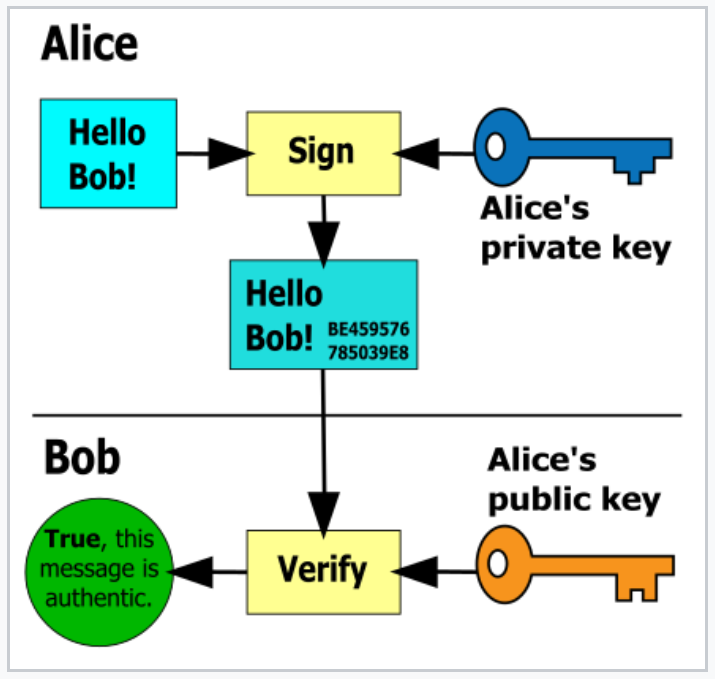 Alice
Hello
Bob!
Sign
Alice's
private key
Hello
Bob! BE459576
785039E8
Bob
Alice's
public key
True, this
message is
authentic.
Verify